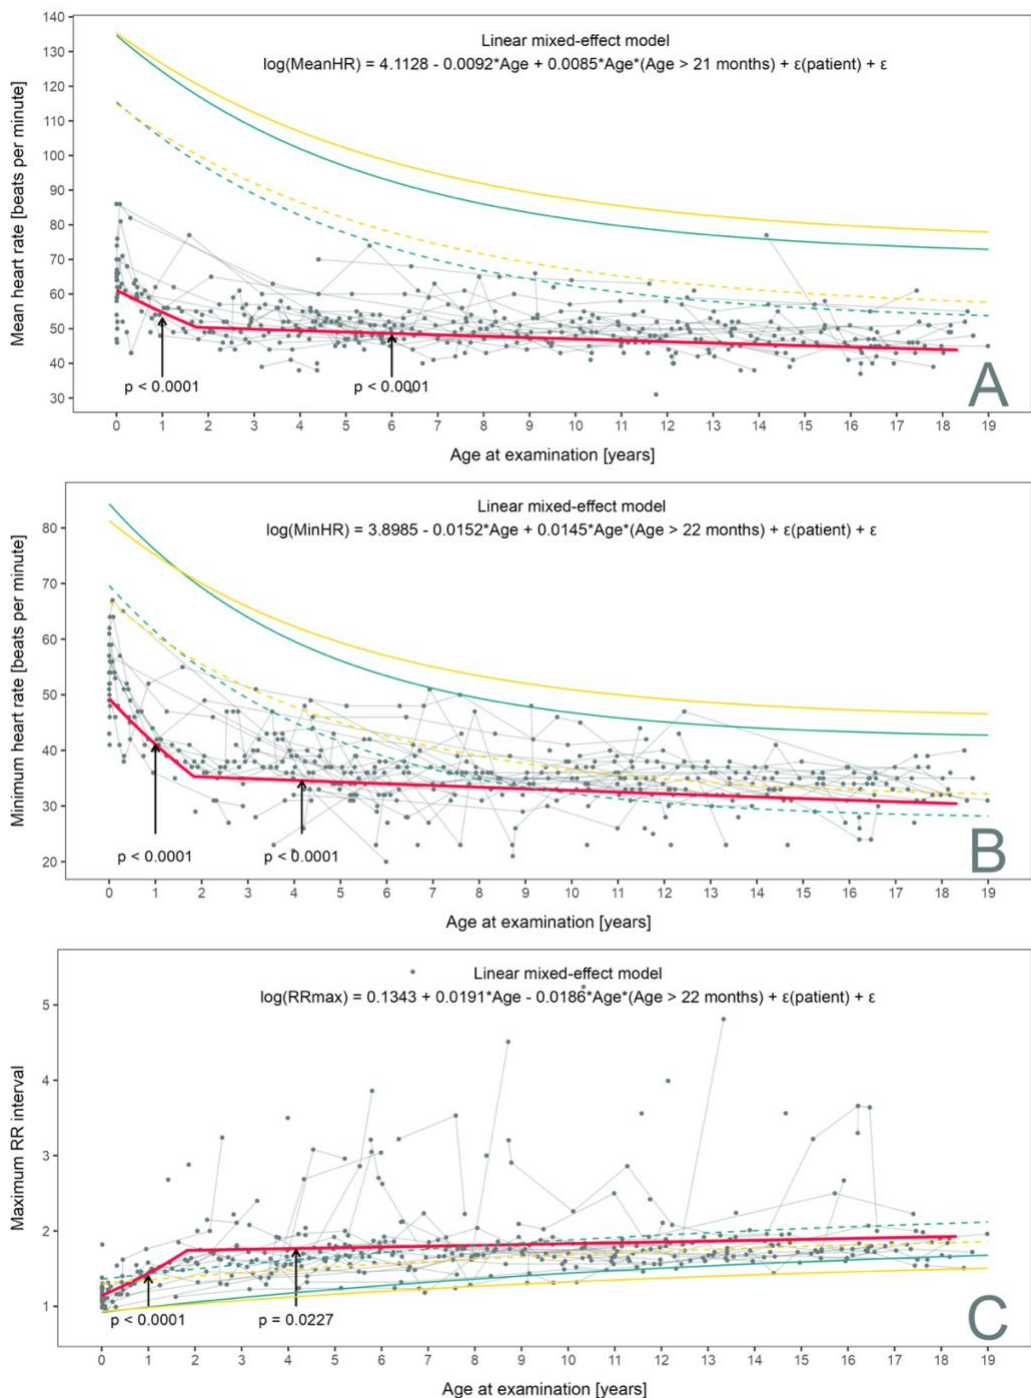 Linear mixed-effect model
log(MeanHR) = 4.1128 - 0.0092*Age + 0.0085*Age*(Age > 21 months) + ε(patient) + ε
Mean heart rate [beats per minute]
140
130
120
110
100
90
80
70
60
50
40
30
p < 0.0001
p < 0.0001
A
0 1 2 3 4 5 6 7 8 9 10 11 12 13 14 15 16 17 18 19
Age at examination [years]
Linear mixed-effect model
log(MinHR) = 3.8985 - 0.0152*Age + 0.0145*Age*(Age > 22 months) + ε(patient) + ε
Minimum heart rate [beats per minute]
80
70
60
50
40
30
20
p < 0.0001
p < 0.0001
B
0 1 2 3 4 5 6 7 8 9 10 11 12 13 14 15 16 17 18 19
Age at examination [years]
Linear mixed-effect model
log(RRmax) = 0.1343 + 0.0191*Age - 0.0186*Age*(Age > 22 months) + ε(patient) + ε
Maximum RR interval
5
4
3
2
1
p < 0.0001
p = 0.0227
C
0 1 2 3 4 5 6 7 8 9 10 11 12 13 14 15 16 17 18 19
Age at examination [years]